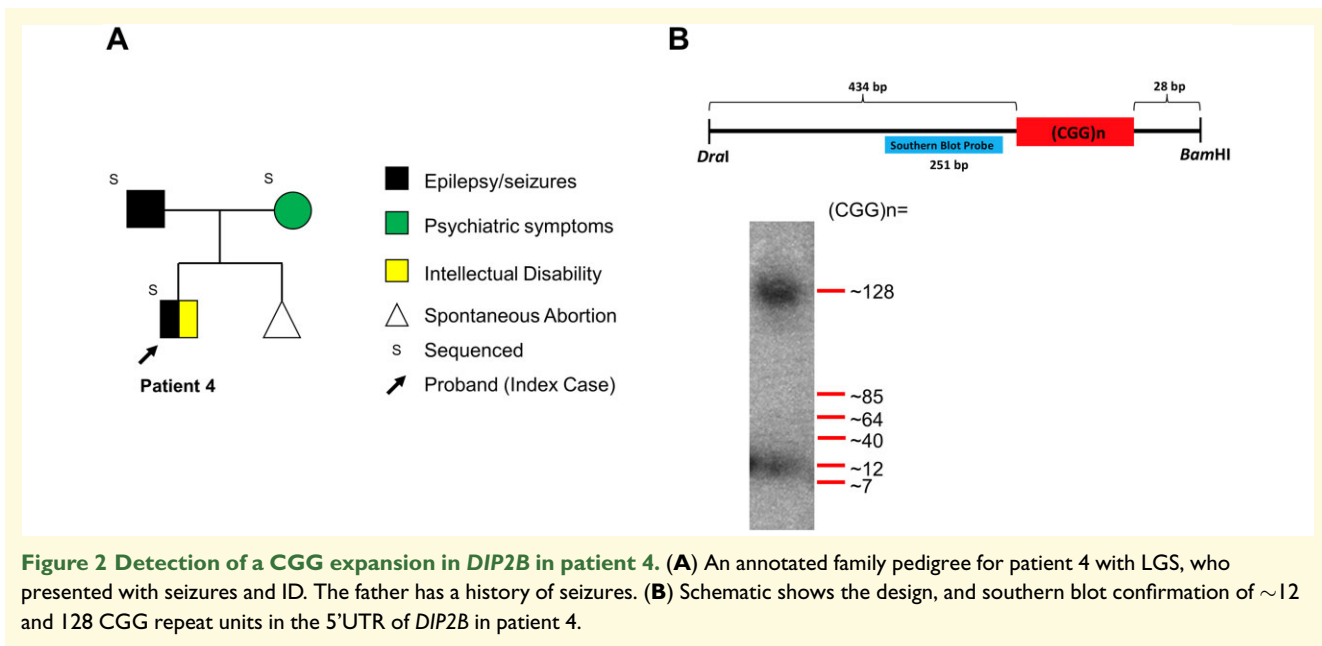 A
S
S
S
Patient 4
Epilepsy/seizures
Psychiatric symptoms
Intellectual Disability
Spontaneous Abortion
S Sequenced
Proband (Index Case)
B
434 bp
28 bp
(CGG)n
Southern Blot Probe
DraI
BamHI
251 bp
(CGG)n=
~128
~85
~64
~40
~12
~7
Figure 2 Detection of a CGG expansion in DIP2B in patient 4. (A) An annotated family pedigree for patient 4 with LGS, who
presented with seizures and ID. The father has a history of seizures. (B) Schematic shows the design, and southern blot confirmation of ∼12
and 128 CGG repeat units in the 5'UTR of DIP2B in patient 4.